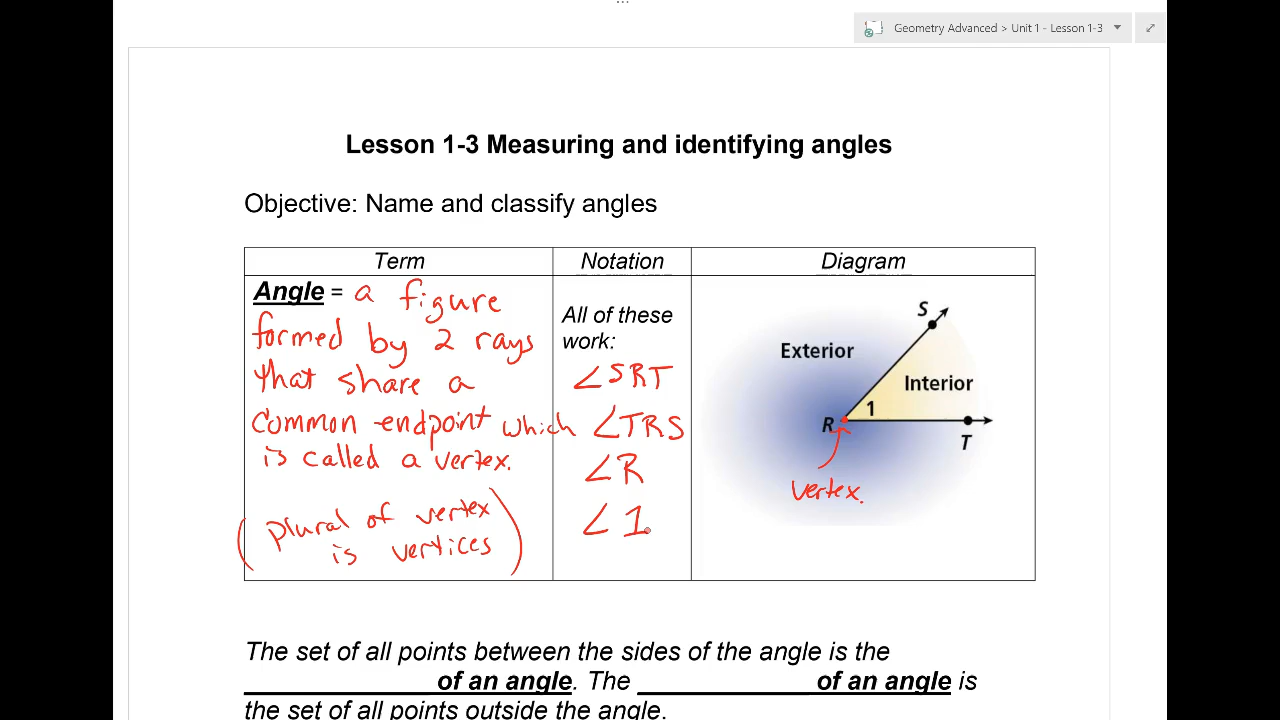 Geometry Advanced > Unit 1 - Lesson 1-3
Lesson 1-3 Measuring and identifying angles
Objective: Name and classify angles
Term
Notation
Diagram
Angle = a figure
formed by 2 rays
that share a
common endpoint which
is called a vertex.
(plural of vertex
is vertices)
All of these
work:
∠SRT
∠TRS
∠R
∠1
S
Exterior
Interior
1
R
T
vertex.
The set of all points between the sides of the angle is the
_____________ of an angle. The _____________ of an angle is
the set of all points outside the angle.